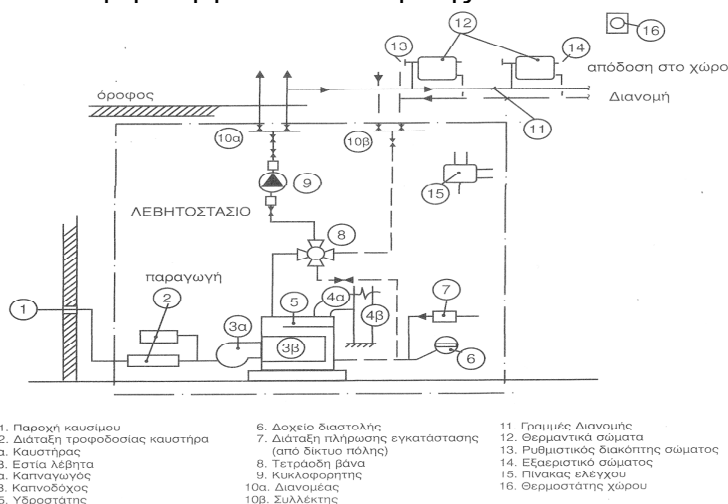 12
16
13
14
απόδοση στο χώρο
όροφος
Διανομή
10α
10β
11
9
15
ΛΕΒΗΤΟΣΤΑΣΙΟ
8
παραγωγή
2
5
4α
7
1
3α
4β
3β
6
1. Παροχή καυσίμου
2. Διάταξη τροφοδοσίας καυστήρα
α. Καυστήρας
β. Εστία λέβητα
α. Καπναγωγός
β. Καπνοδόχος
5. Υδροστάτης
6. Δοχείο διαστολής
7. Διάταξη πλήρωσης εγκατάστασης
(από δίκτυο πόλης)
8. Τετράοδη βάνα
9. Κυκλοφορητης
10α. Διανομέας
10β. Συλλέκτης
11 Γραμμές Διανομής
12. Θερμαντικά σώματα
13. Ρυθμιστικός διακόπτης σώματος
14. Εξαεριστικό σώματος
15. Πίνακας ελέγχου
16. Θερμοστάτης χώρου